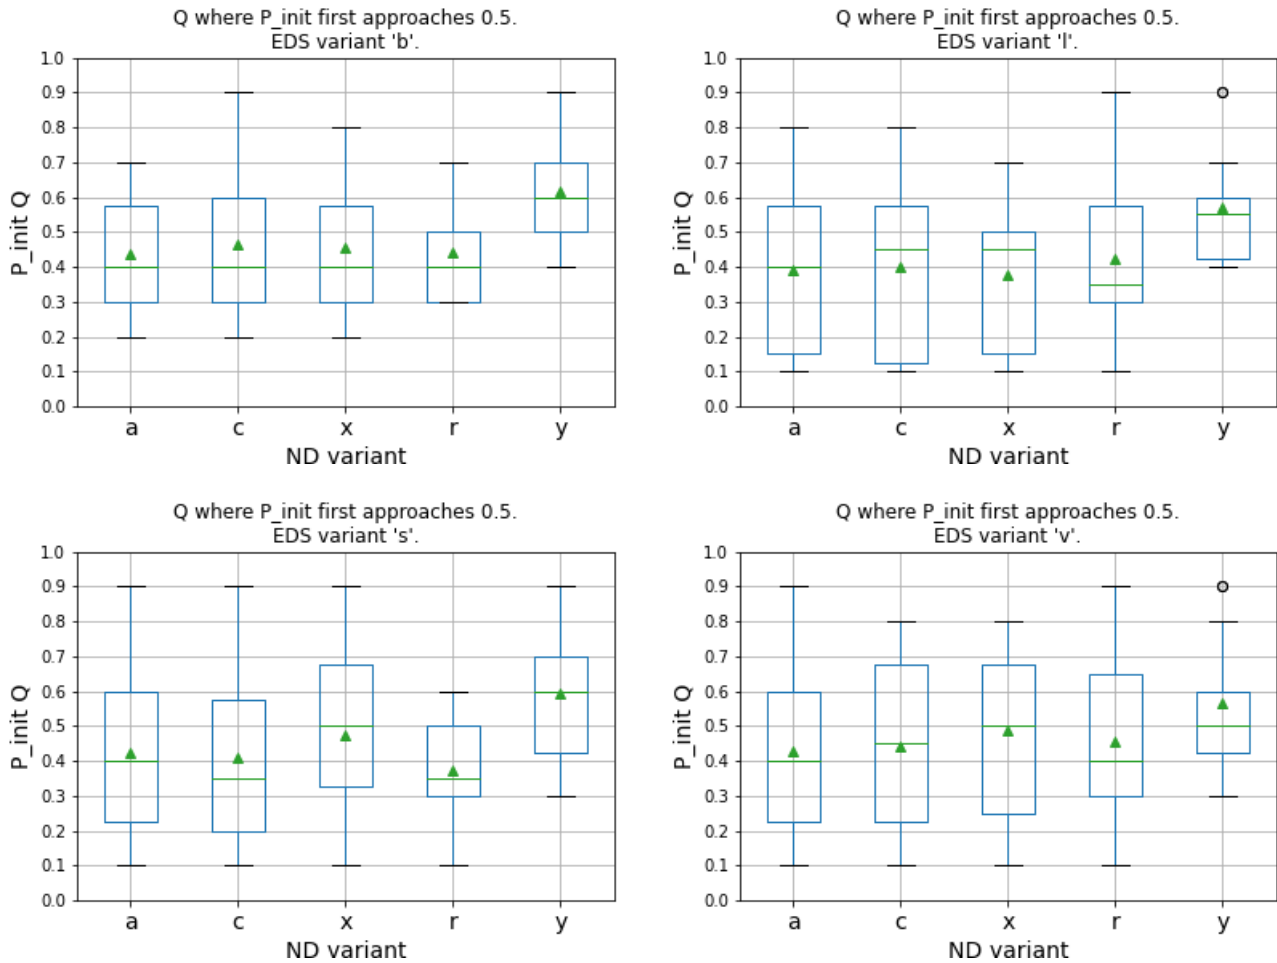 Q where P_init first approaches 0.5.
EDS variant 'b'.
1.0
0.9
0.8
0.7
0.6
0.5
0.4
0.3
0.2
0.1
0.0
P_init Q
a c x r y
ND variant
Q where P_init first approaches 0.5.
EDS variant 'l'.
1.0
0.9
0.8
0.7
0.6
0.5
0.4
0.3
0.2
0.1
0.0
P_init Q
a c x r y
ND variant
Q where P_init first approaches 0.5.
EDS variant 's'.
1.0
0.9
0.8
0.7
0.6
0.5
0.4
0.3
0.2
0.1
0.0
P_init Q
a c x r y
ND variant
Q where P_init first approaches 0.5.
EDS variant 'v'.
1.0
0.9
0.8
0.7
0.6
0.5
0.4
0.3
0.2
0.1
0.0
P_init Q
a c x r y
ND variant